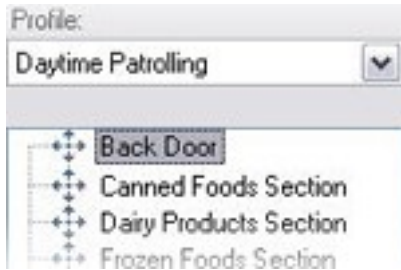 Profile:
Daytime Patrolling
Back Door
Canned Foods Section
Dairy Products Section
Frozen Foods Section